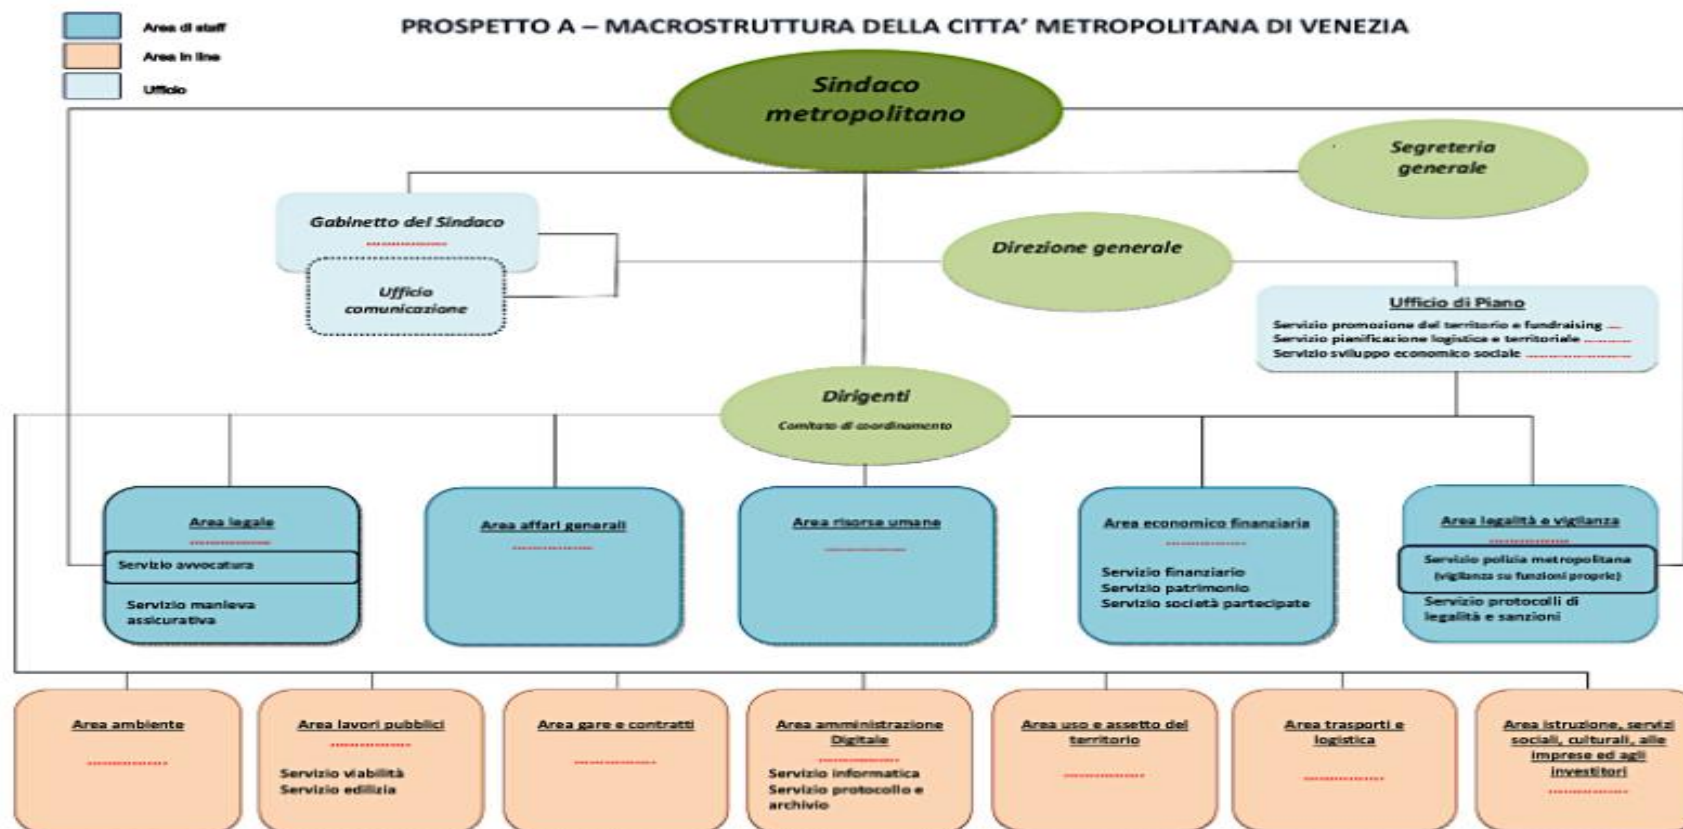 PROSPETTO A – MACROSTRUTTURA DELLA CITTA' METROPOLITANA DI VENEZIA
Area di staff
Area in line
Ufficio
Sindaco
metropolitano
Segreteria
generale
Gabinetto del Sindaco
Direzione generale
Ufficio
comunicazione
Ufficio di Piano
Servizio promozione del territorio e fundraising
Servizio pianificazione logistica e territoriale
Servizio sviluppo economico sociale
Dirigenti
Comitato di coordinamento
Area legale
Servizio avvocatura
Servizio manleva
assicurativa
Area affari generali
Area risorse umane
Area economico finanziaria
Servizio finanziario
Servizio patrimonio
Servizio società partecipate
Area legalità e vigilanza
Servizio polizia metropolitana
(vigilanza su funzioni proprie)
Servizio protocolli di
legalità e sanzioni
Area ambiente
Area lavori pubblici
Servizio viabilità
Servizio edilizia
Area gare e contratti
Area amministrazione
Digitale
Servizio informatica
Servizio protocollo e
archivio
Area uso e assetto del
territorio
Area trasporti e
logistica
Area istruzione, servizi
sociali, culturali, alle
imprese ed agli
investitori